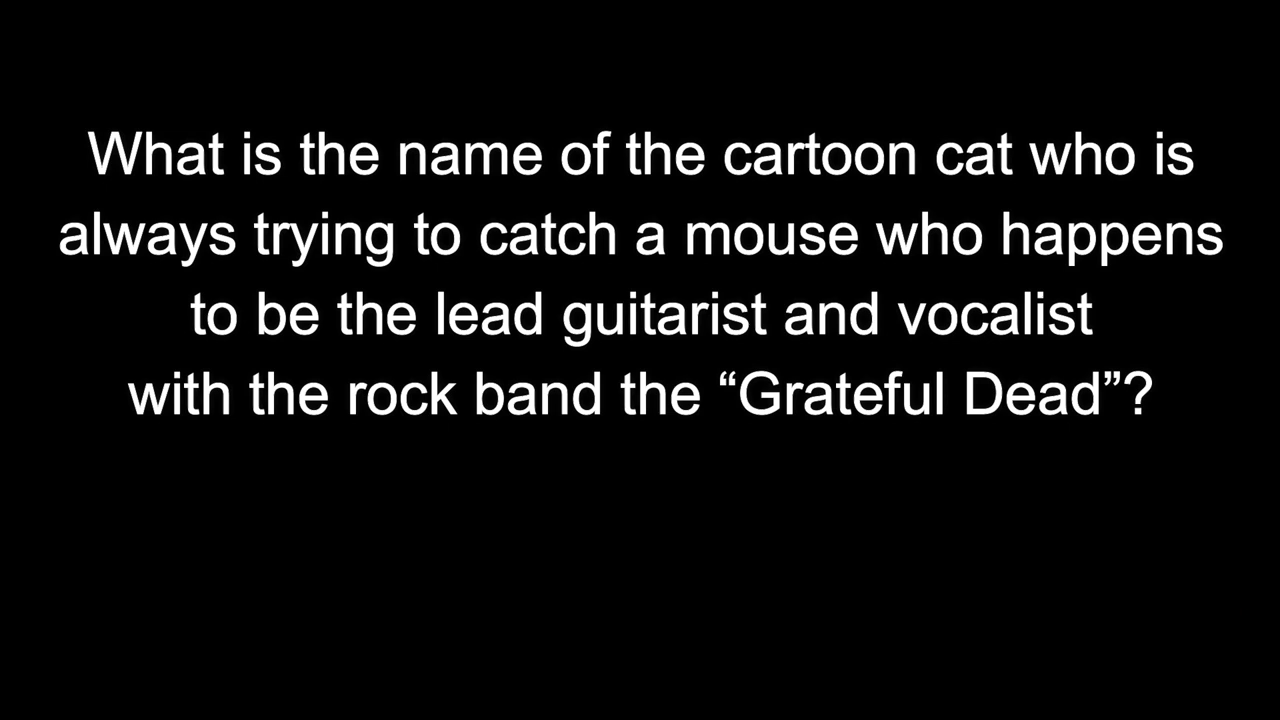 What is the name of the cartoon cat who is
always trying to catch a mouse who happens
to be the lead guitarist and vocalist
with the rock band the “Grateful Dead”?